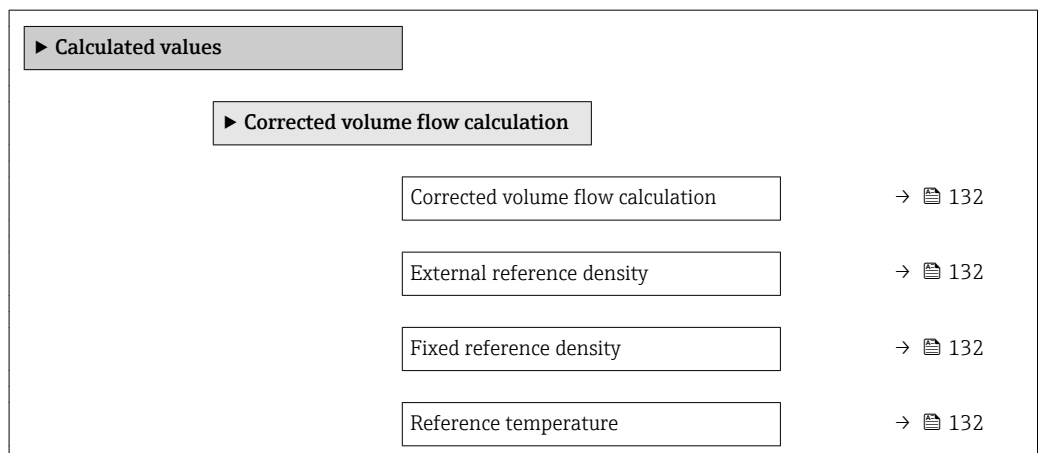 ► Calculated values
► Corrected volume flow calculation
Corrected volume flow calculation → 132
External reference density → 132
Fixed reference density → 132
Reference temperature → 132